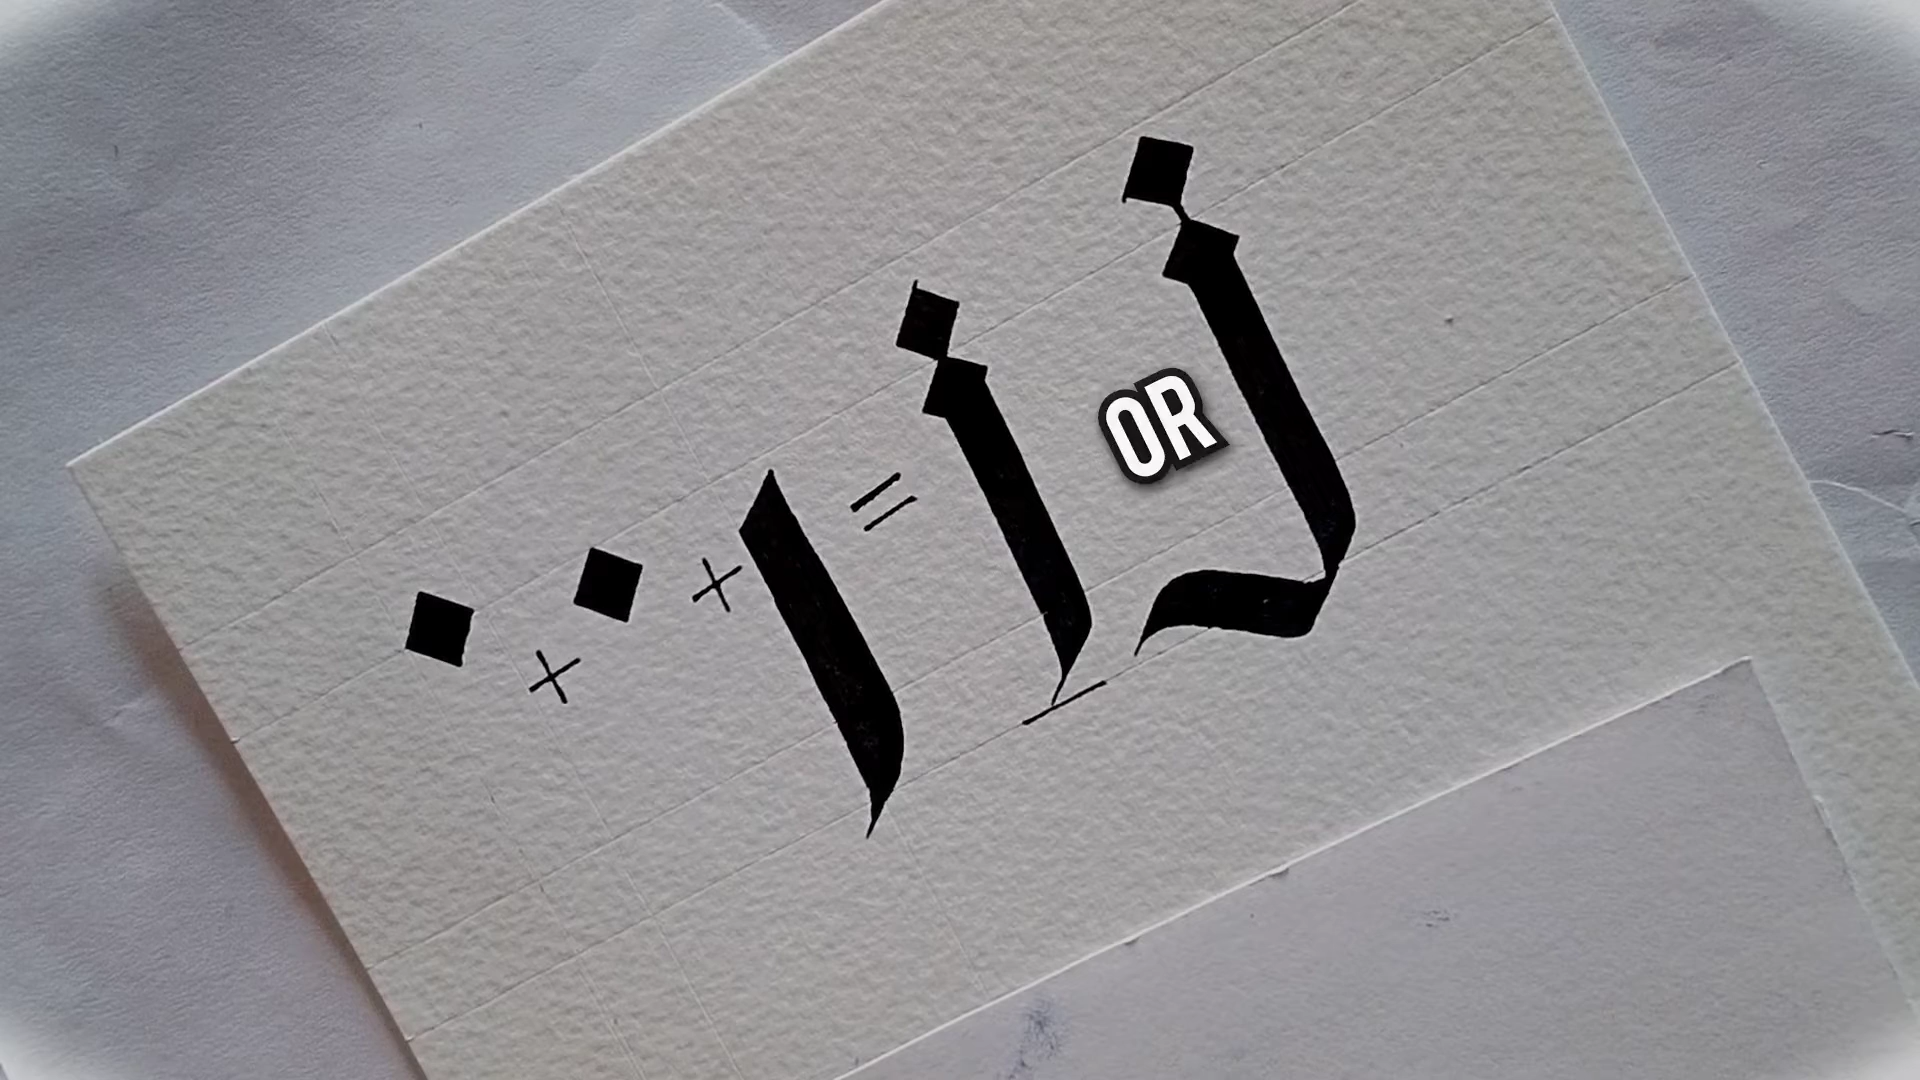 ◆ + ◆ + | = j OR j